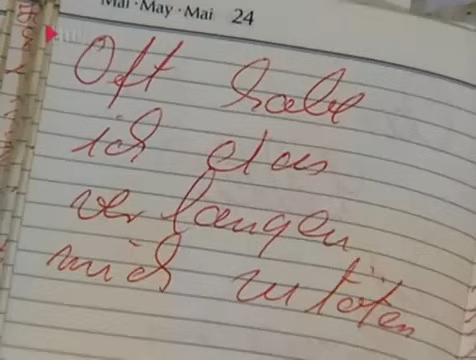 Mai·May·Mai 24
Oft habe
ich das
verlangen
mich zu töten